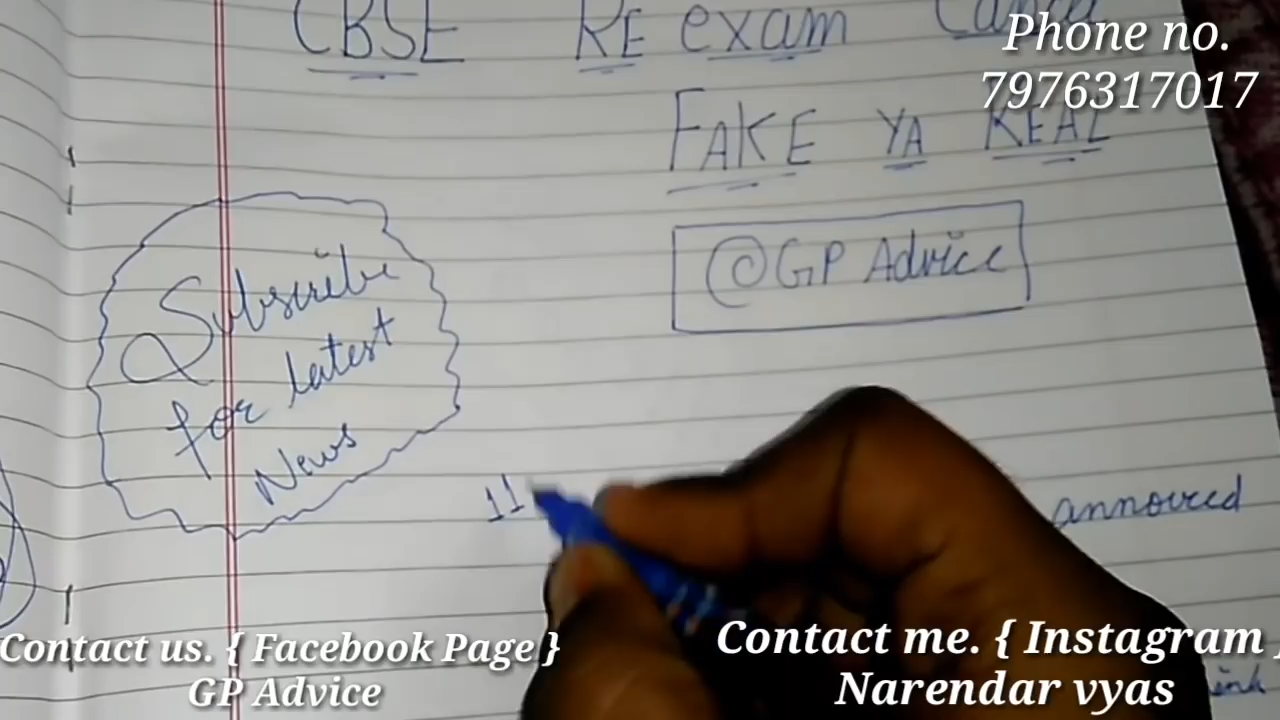 CBSE RE exam
Phone no.
7976317017
FAKE YA REAL
@GP Advice
Subscribe
for latest
News
11
annouced
Contact us. { Facebook Page }
GP Advice
Contact me. { Instagram }
Narendar vyas